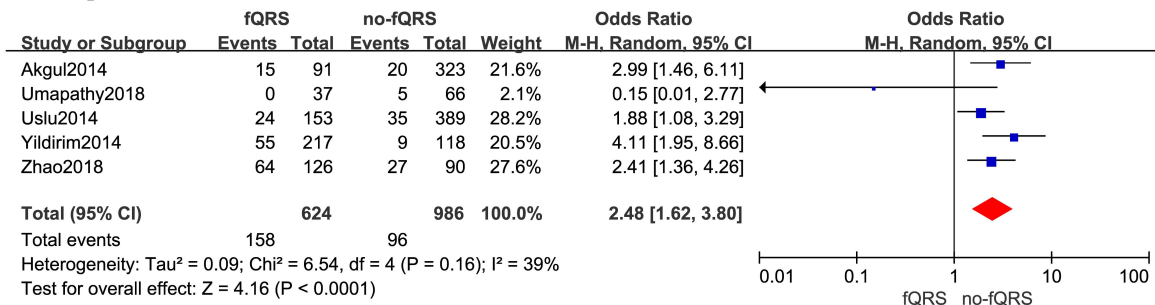 fQRS no-fQRS Odds Ratio Odds Ratio
Study or Subgroup Events Total Events Total Weight M-H, Random, 95% CI M-H, Random, 95% CI
Akgul2014 15 91 20 323 21.6% 2.99 [1.46, 6.11]
Umapathy2018 0 37 5 66 2.1% 0.15 [0.01, 2.77]
Uslu2014 24 153 35 389 28.2% 1.88 [1.08, 3.29]
Yildirim2014 55 217 9 118 20.5% 4.11 [1.95, 8.66]
Zhao2018 64 126 27 90 27.6% 2.41 [1.36, 4.26]
Total (95% CI) 624 986 100.0% 2.48 [1.62, 3.80]
Total events 158 96
Heterogeneity: Tau² = 0.09; Chi² = 6.54, df = 4 (P = 0.16); I² = 39%
Test for overall effect: Z = 4.16 (P < 0.0001)
0.01 0.1 1 10 100
fQRS no-fQRS